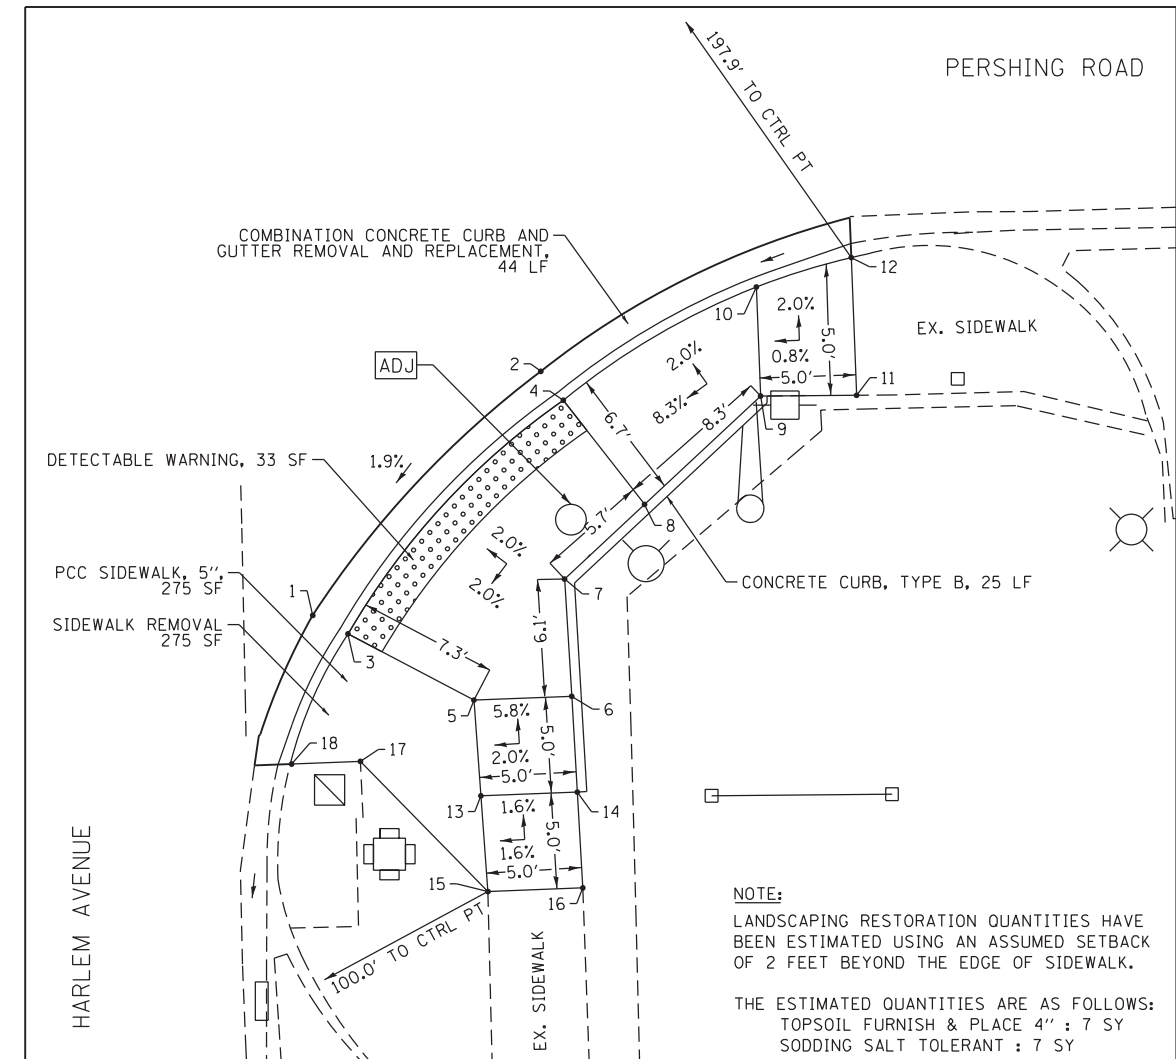 PERSHING ROAD
197.9' TO CTRL PT
COMBINATION CONCRETE CURB AND
GUTTER REMOVAL AND REPLACEMENT,
44 LF
12
10
2.0%
0.8%
5.0'
5.0'
EX. SIDEWALK
2
ADJ
4
2.0%
8.3%
11
9
6.7'
8.3'
DETECTABLE WARNING, 33 SF
1.9%
5.7'
8
2.0%
2.0%
PCC SIDEWALK, 5'',
275 SF
CONCRETE CURB, TYPE B, 25 LF
7
1
SIDEWALK REMOVAL
275 SF
6.1'
3
7.3'
5
6
5.8%
2.0%
5.0'
5.0'
18
17
13
14
1.6%
1.6%
5.0'
5.0'
15
16
100.0' TO CTRL PT
HARLEM AVENUE
EX. SIDEWALK
NOTE:
LANDSCAPING RESTORATION QUANTITIES HAVE
BEEN ESTIMATED USING AN ASSUMED SETBACK
OF 2 FEET BEYOND THE EDGE OF SIDEWALK.
THE ESTIMATED QUANTITIES ARE AS FOLLOWS:
TOPSOIL FURNISH & PLACE 4'' : 7 SY
SODDING SALT TOLERANT : 7 SY